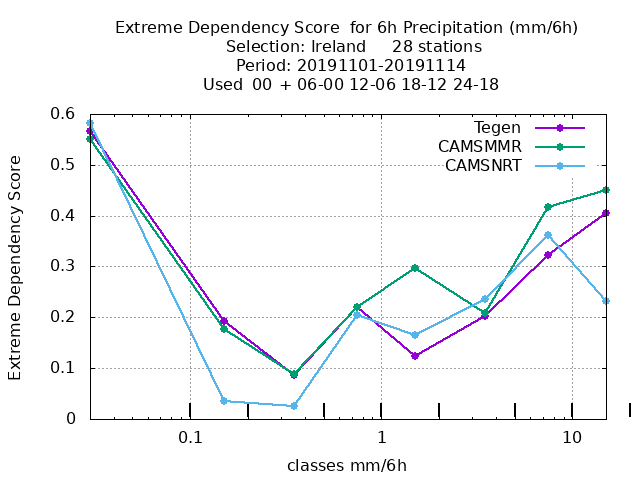 Extreme Dependency Score  for 6h Precipitation (mm/6h)
Selection: Ireland     28 stations
Period: 20191101-20191114
Used  00  + 06-00 12-06 18-12 24-18
Tegen
CAMSMMR
CAMSNRT
Extreme Dependency Score
0.6
0.5
0.4
0.3
0.2
0.1
0
0.1 1 10
classes mm/6h